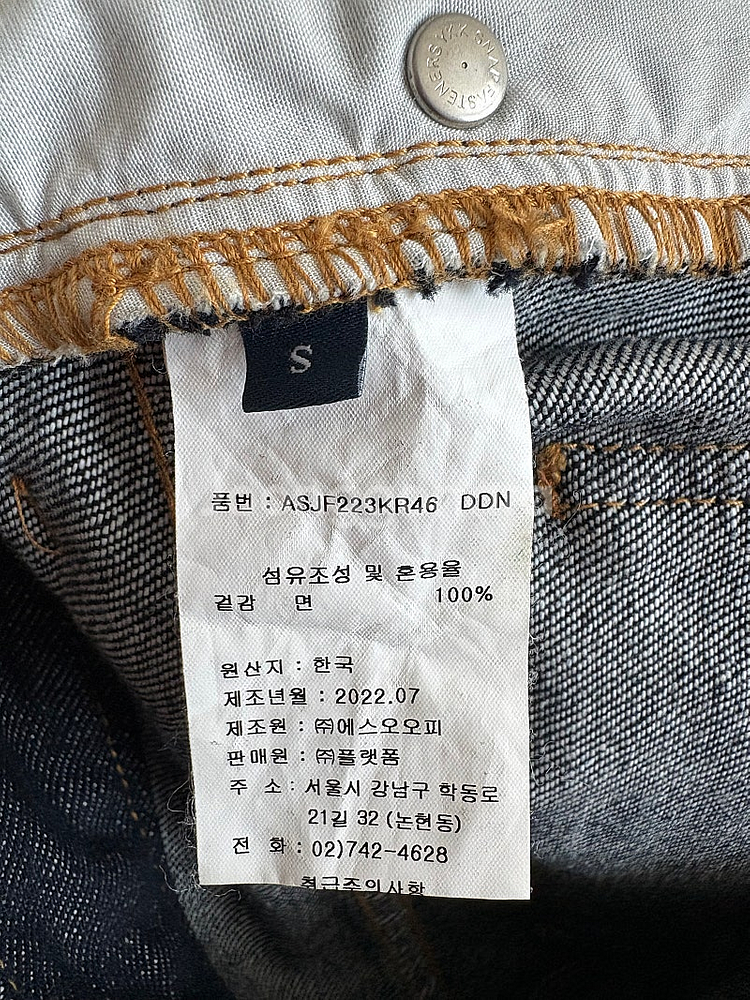 YKK SNAP FASTENERS
S
품번 : ASJF223KR46 DDN
섬유조성 및 혼용율
겉감 면 100%
원산지 : 한국
제조년월 : 2022.07
제조원 : ㈜에스오오피
판매원 : ㈜플랫폼
주 소 : 서울시 강남구 학동로
21길 32 (논현동)
전 화 : 02)742-4628
취급주의사항